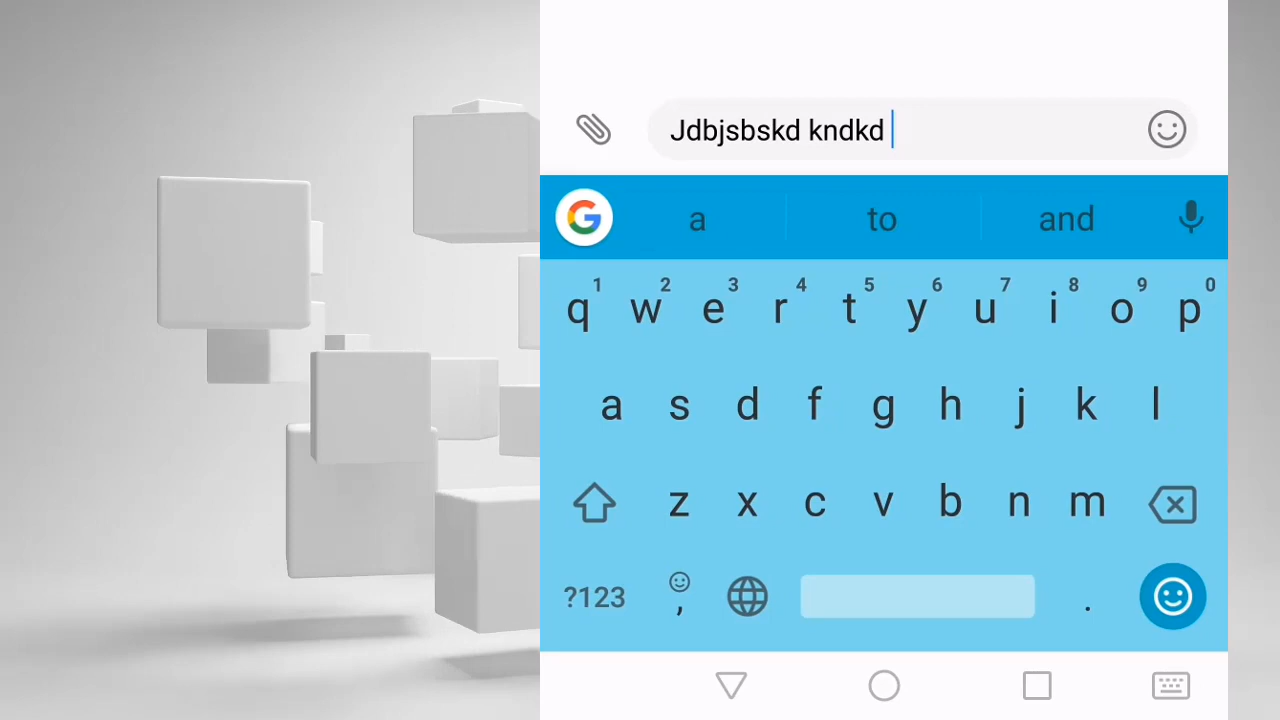 Jdbjsbskd kndkd
G a to and
1 2 3 4 5 6 7 8 9 0
q w e r t y u i o p
a s d f g h j k l
z x c v b n m
?123 , .